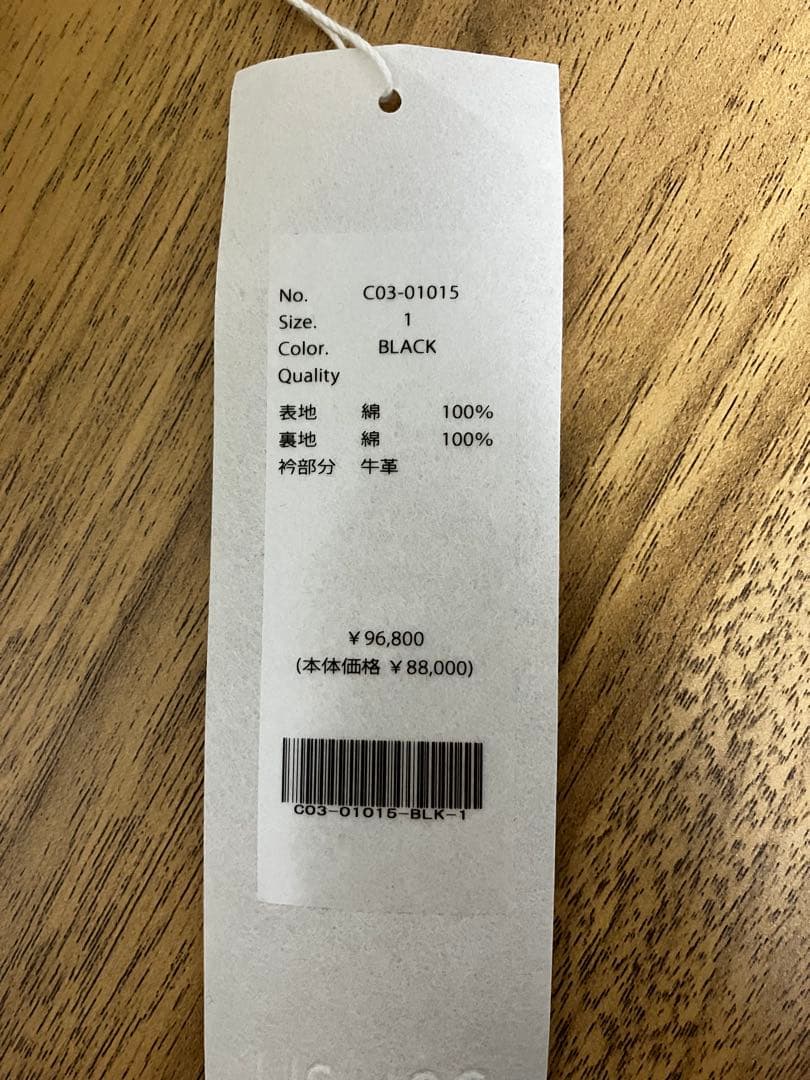 No. C03-01015
Size. 1
Color. BLACK
Quality
表地 綿 100%
裏地 綿 100%
衿部分 牛革
￥96,800
(本体価格 ￥88,000)
C03-01015-BLK-1